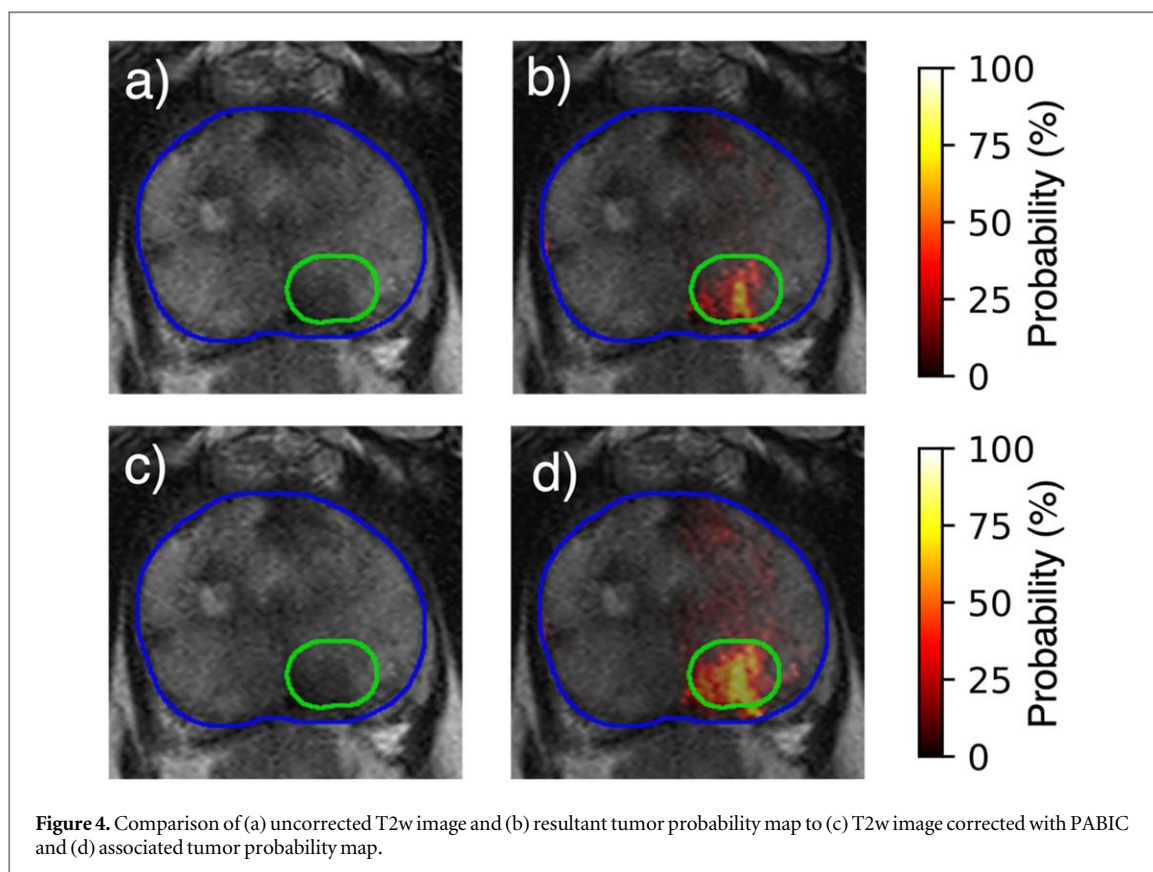 a)
b)
100
75
50
25
0
Probability (%)
c)
d)
100
75
50
25
0
Probability (%)
Figure 4. Comparison of (a) uncorrected T2w image and (b) resultant tumor probability map to (c) T2w image corrected with PABIC
and (d) associated tumor probability map.